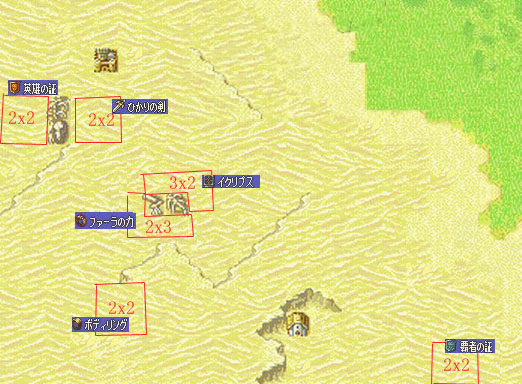 英雄の証
2x2
2x2
ひかりの剣
3x2
イクリプス
ファーラの力
2x3
2x2
ボディリング
覇者の証
2x2